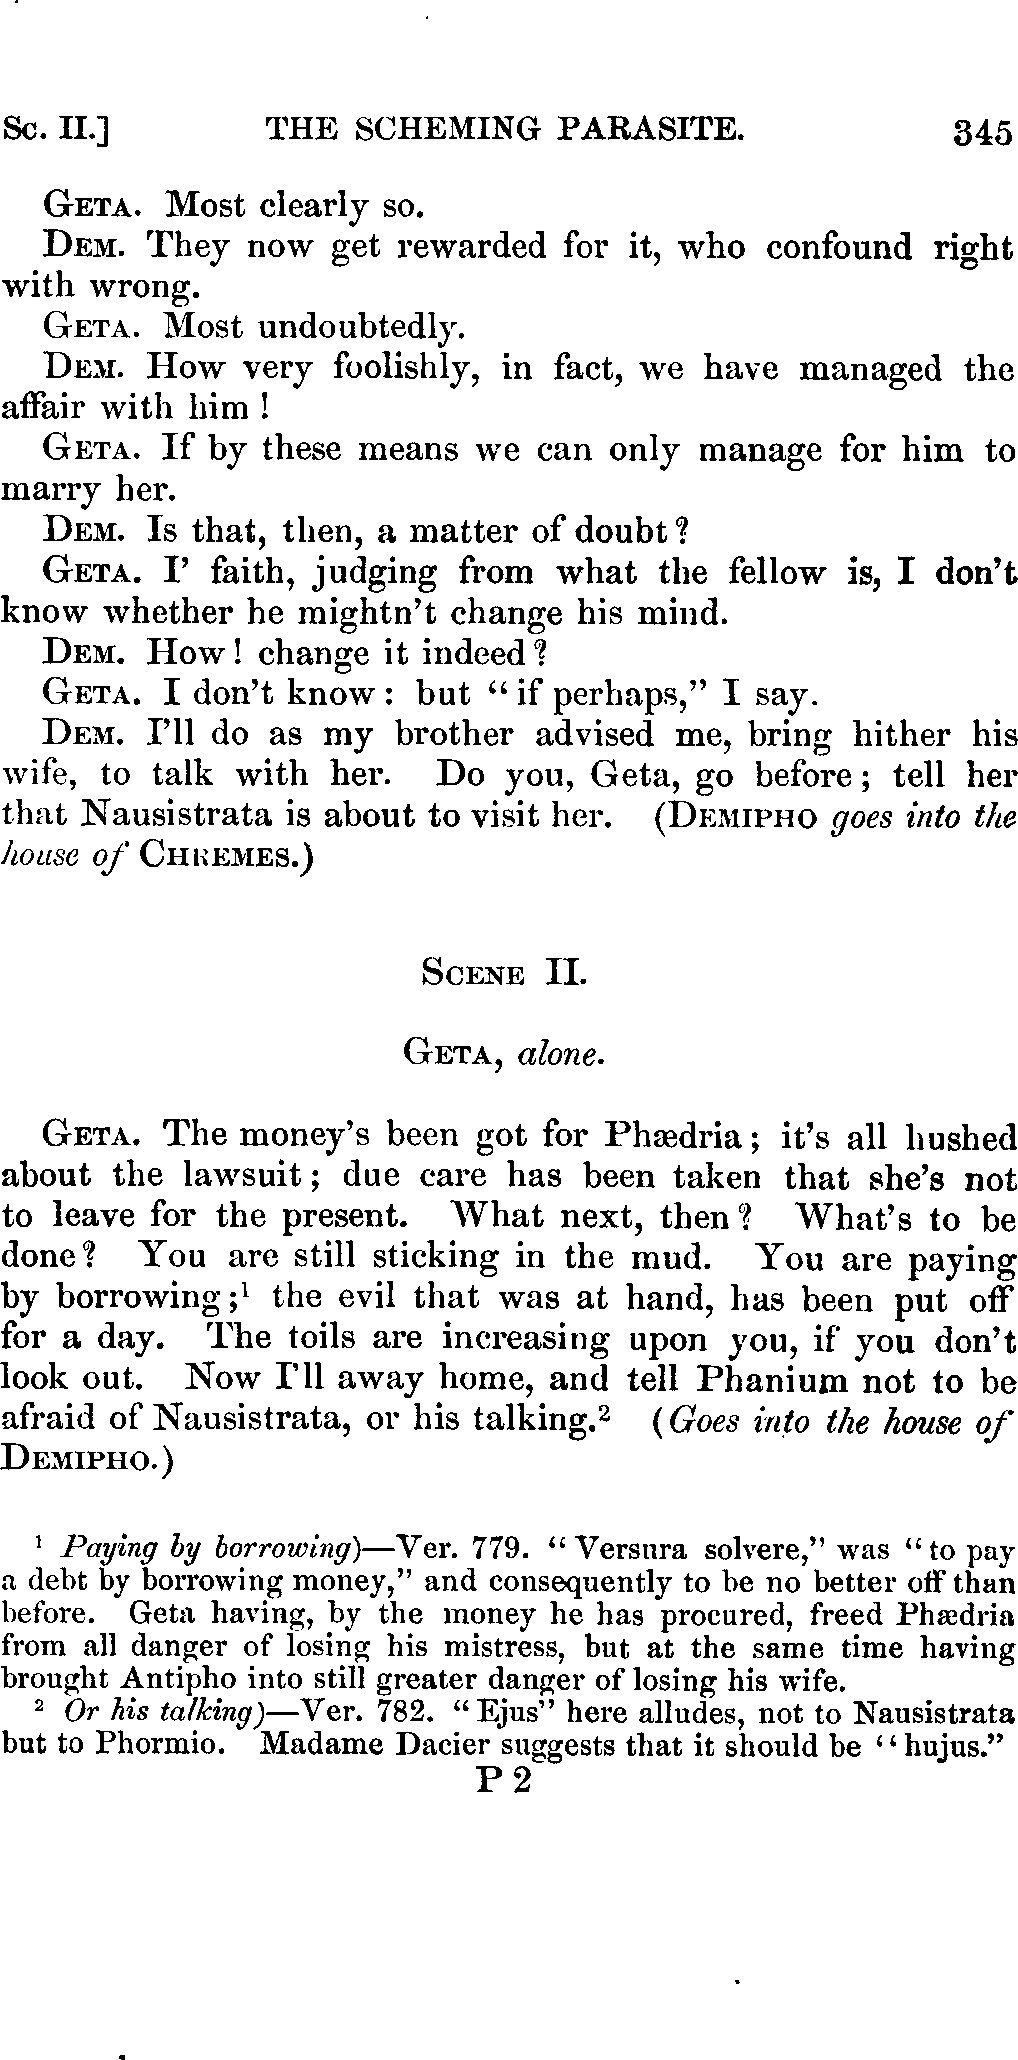 Sc. II.] THE SCHEMING PARASITE. 345
GETA. Most clearly so.
DEM. They now get rewarded for it, who confound right
with wrong.
GETA. Most undoubtedly.
DEM. How very foolishly, in fact, we have managed the
affair with him !
GETA. If by these means we can only manage for him to
marry her.
DEM. Is that, then, a matter of doubt ?
GETA. I' faith, judging from what the fellow is, I don't
know whether he mightn't change his mind.
DEM. How ! change it indeed ?
GETA. I don't know : but “ if perhaps,” I say.
DEM. I'll do as my brother advised me, bring hither his
wife, to talk with her. Do you, Geta, go before ; tell her
that Nausistrata is about to visit her. (DEMIPHO goes into the
house of CHREMES.)
SCENE II.
GETA, alone.
GETA. The money's been got for Phædria ; it's all hushed
about the lawsuit ; due care has been taken that she's not
to leave for the present. What next, then ? What's to be
done ? You are still sticking in the mud. You are paying
by borrowing ;¹ the evil that was at hand, has been put off
for a day. The toils are increasing upon you, if you don't
look out. Now I'll away home, and tell Phanium not to be
afraid of Nausistrata, or his talking.² (Goes into the house of
DEMIPHO.)
¹ Paying by borrowing)—Ver. 779. “ Versura solvere,” was “ to pay
a debt by borrowing money,” and consequently to be no better off than
before. Geta having, by the money he has procured, freed Phædria
from all danger of losing his mistress, but at the same time having
brought Antipho into still greater danger of losing his wife.
² Or his talking)—Ver. 782. “ Ejus” here alludes, not to Nausistrata
but to Phormio. Madame Dacier suggests that it should be “ hujus.”
P 2